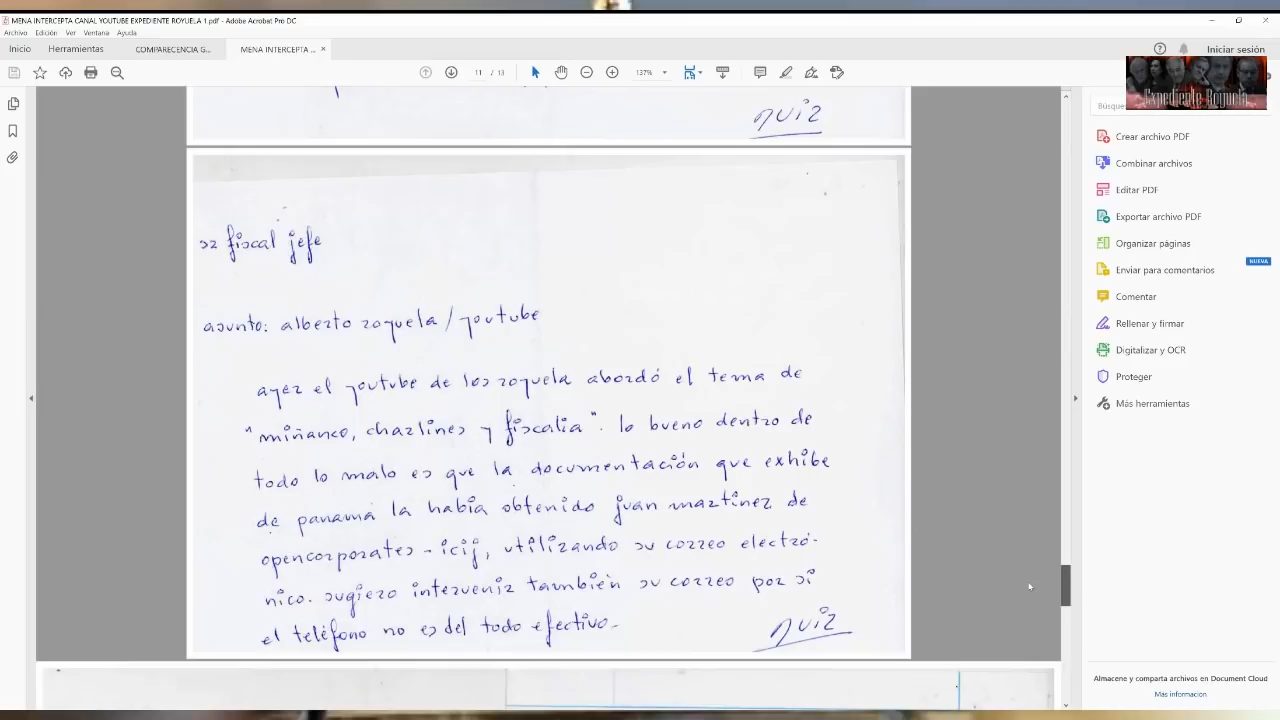 MENA INTERCEPTA CANAL YOUTUBE EXPEDIENTE ROYUELA 1.pdf - Adobe Acrobat Pro DC
Archivo Edición Ver Ventana Ayuda
Inicio Herramientas COMPARECENCIA G... MENA INTERCEPTA ... × Iniciar sesión
11 / 13 137%
Expediente Royuela
Búsque
ruiz
sr fiscal jefe
asunto: alberto royuela / youtube
ayer el youtube de los royuela abordó el tema de
"miñanco, charlines y fiscalia". lo bueno dentro de
todo lo malo es que la documentación que exhibe
de panamá la había obtenido juan martínez de
opencorporates - icij, utilizando su correo electró-
nico. sugiero intervenir también su correo por si
el teléfono no es del todo efectivo.
ruiz
Crear archivo PDF
Combinar archivos
Editar PDF
Exportar archivo PDF
Organizar páginas
Enviar para comentarios NUEVA
Comentar
Rellenar y firmar
Digitalizar y OCR
Proteger
Más herramientas
Almacene y comparta archivos en Document Cloud
Más información